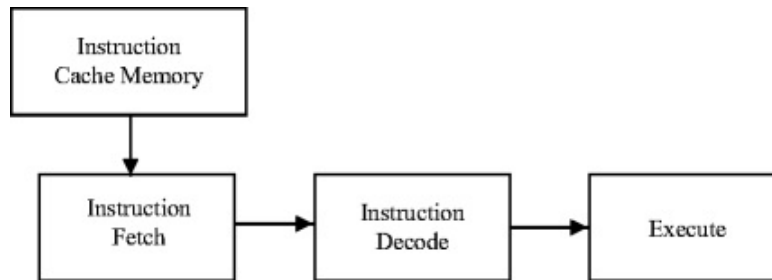 Instruction
Cache Memory
Instruction
Fetch
Instruction
Decode
Execute